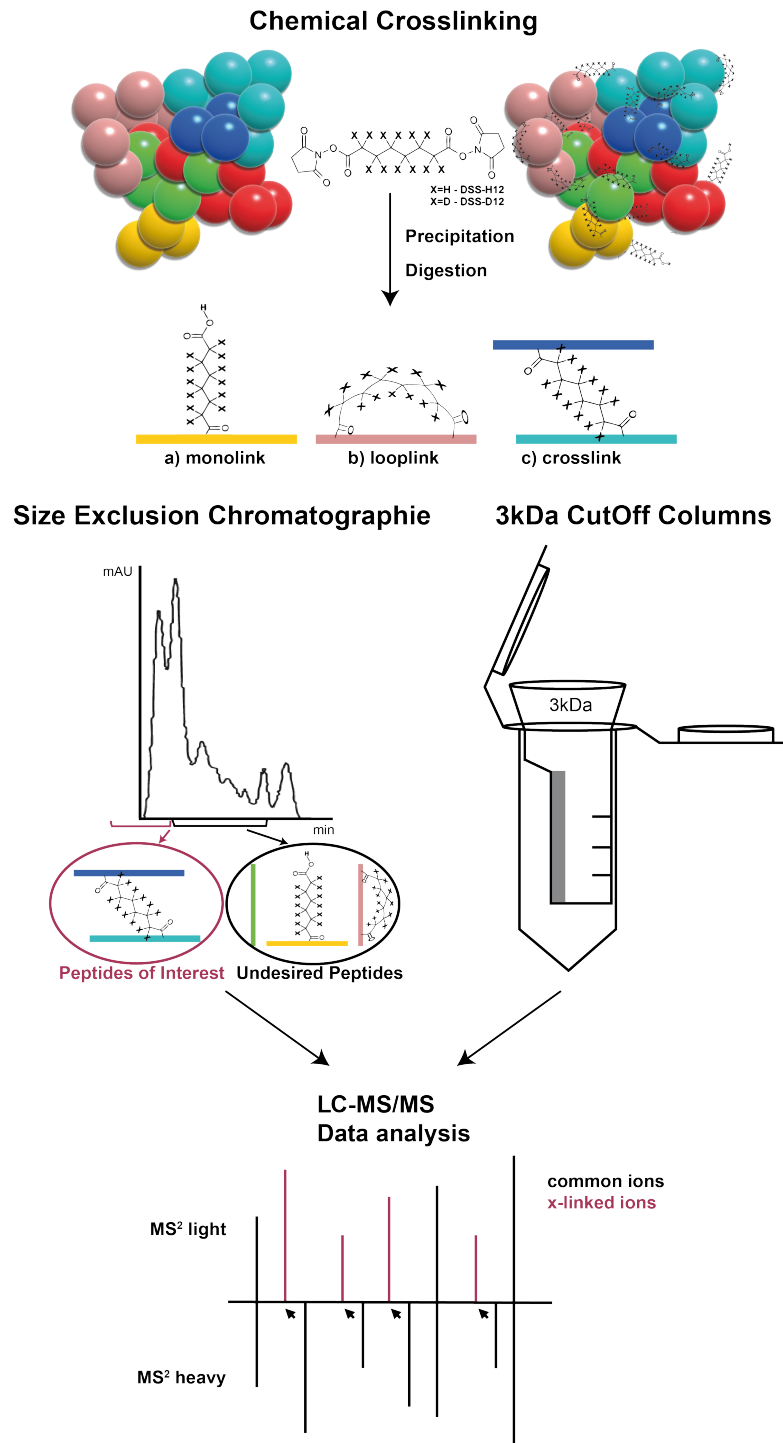 Chemical Crosslinking
X X X X X X
O O
N O O N
O O O O
X X X X X X
X=H - DSS-H12
X=D - DSS-D12
Precipitation
Digestion
a) monolink
b) looplink
c) crosslink
Size Exclusion Chromatographie
3kDa CutOff Columns
mAU
3kDa
min
Peptides of Interest
Undesired Peptides
LC-MS/MS
Data analysis
common ions
x-linked ions
MS² light
MS² heavy